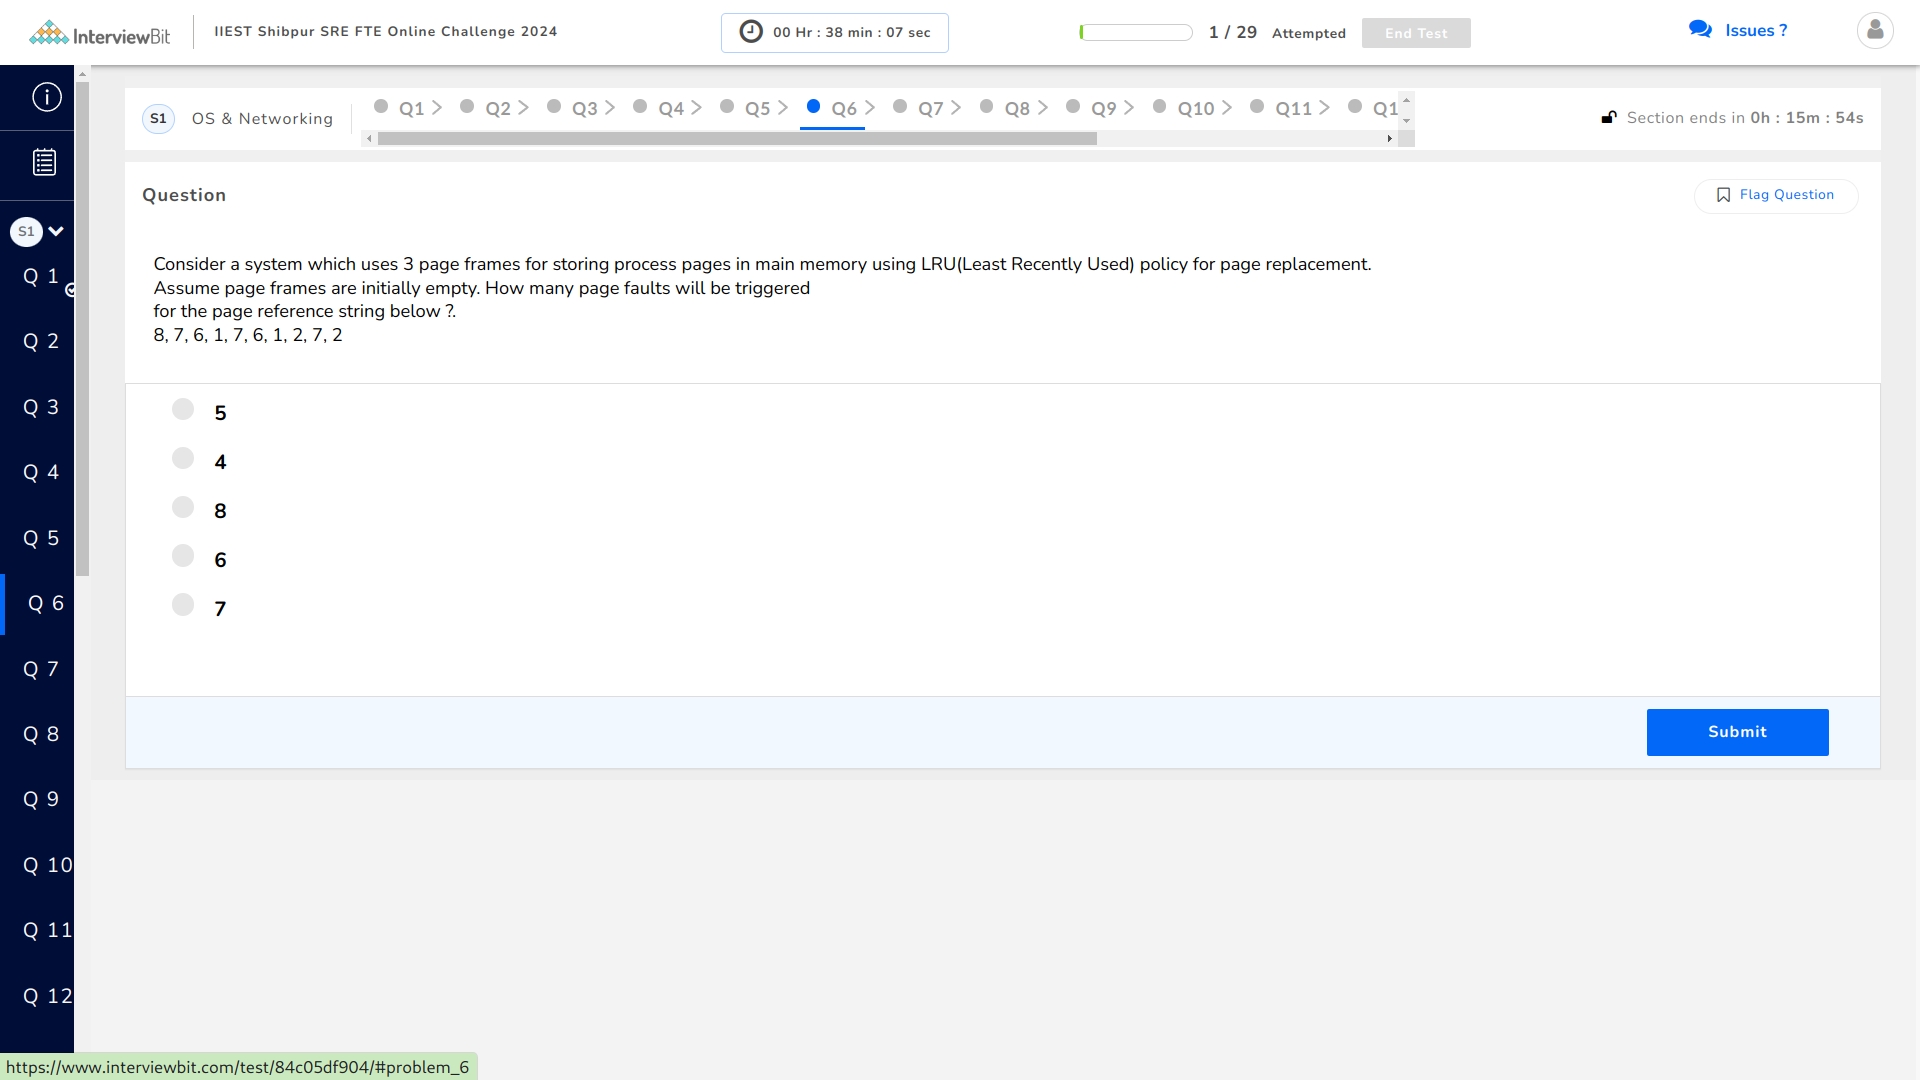 InterviewBit
IIEST Shibpur SRE FTE Online Challenge 2024
00 Hr : 38 min : 07 sec
1 / 29 Attempted
End Test
Issues ?
S1 OS & Networking
Q1 Q2 Q3 Q4 Q5 Q6 Q7 Q8 Q9 Q10 Q11 Q1
Section ends in 0h : 15m : 54s
Question
Flag Question
Consider a system which uses 3 page frames for storing process pages in main memory using LRU(Least Recently Used) policy for page replacement.
Assume page frames are initially empty. How many page faults will be triggered
for the page reference string below ?.
8, 7, 6, 1, 7, 6, 1, 2, 7, 2
5
4
8
6
7
Submit
S1
Q 1
Q 2
Q 3
Q 4
Q 5
Q 6
Q 7
Q 8
Q 9
Q 10
Q 11
Q 12
https://www.interviewbit.com/test/84c05df904/#problem_6